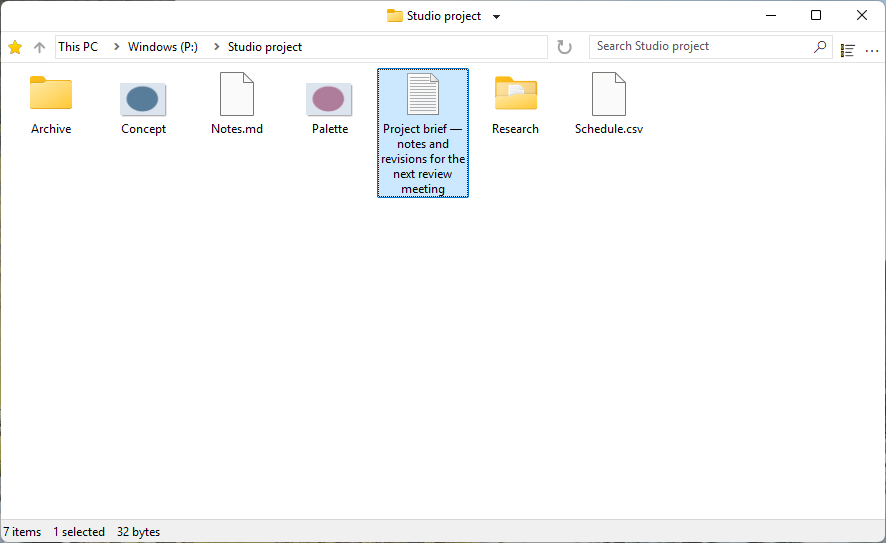 Studio project
This PC > Windows (P:) > Studio project
Search Studio project
Archive
Concept
Notes.md
Palette
Project brief —
notes and
revisions for the
next review
meeting
Research
Schedule.csv
7 items 1 selected 32 bytes